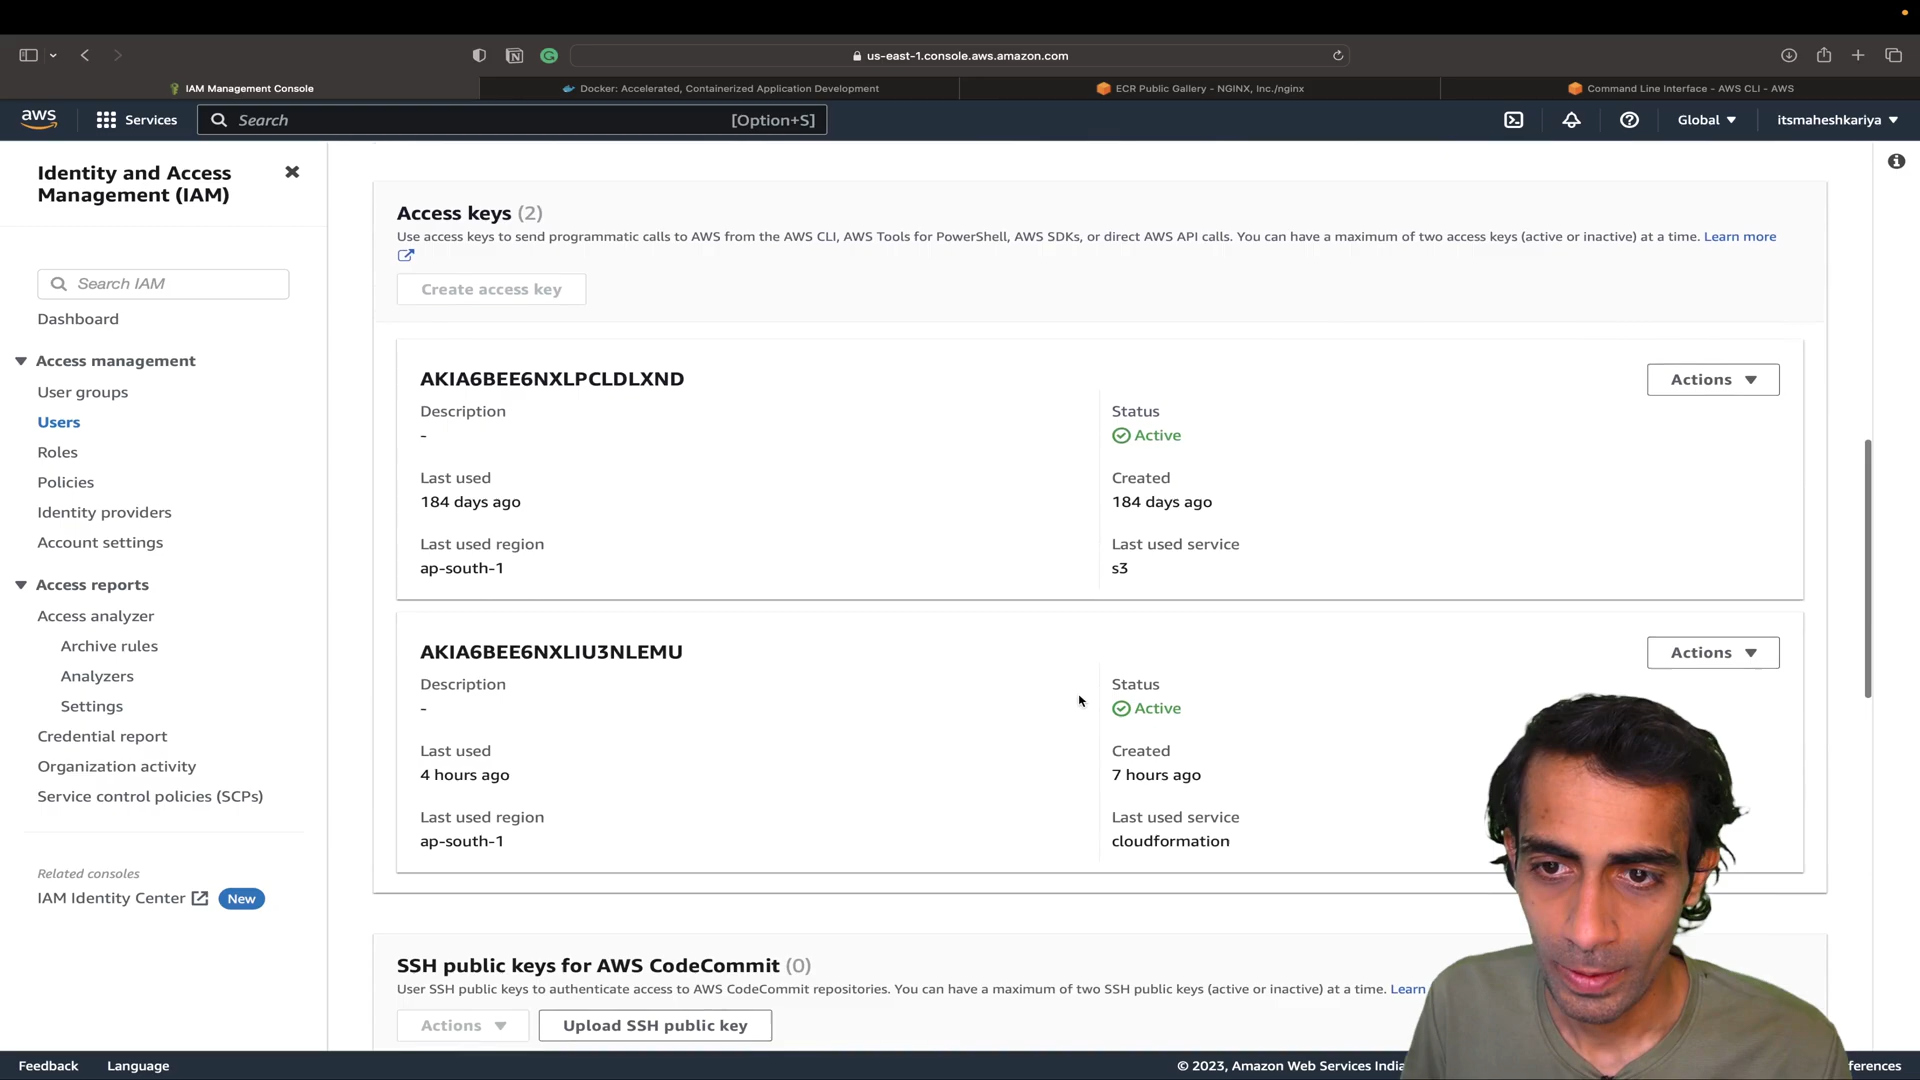 us-east-1.console.aws.amazon.com
IAM Management Console
Docker: Accelerated, Containerized Application Development
ECR Public Gallery - NGINX, Inc./nginx
Command Line Interface - AWS CLI - AWS
aws
Services
Search
[Option+S]
Global
itsmaheshkariya
Identity and Access
Management (IAM)
Search IAM
Dashboard
Access management
User groups
Users
Roles
Policies
Identity providers
Account settings
Access reports
Access analyzer
Archive rules
Analyzers
Settings
Credential report
Organization activity
Service control policies (SCPs)
Related consoles
IAM Identity Center
New
Access keys (2)
Use access keys to send programmatic calls to AWS from the AWS CLI, AWS Tools for PowerShell, AWS SDKs, or direct AWS API calls. You can have a maximum of two access keys (active or inactive) at a time. Learn more
Create access key
AKIA6BEE6NXLPCLDLXND
Actions
Description
-
Status
Active
Last used
184 days ago
Created
184 days ago
Last used region
ap-south-1
Last used service
s3
AKIA6BEE6NXLIU3NLEMU
Actions
Description
-
Status
Active
Last used
4 hours ago
Created
7 hours ago
Last used region
ap-south-1
Last used service
cloudformation
SSH public keys for AWS CodeCommit (0)
User SSH public keys to authenticate access to AWS CodeCommit repositories. You can have a maximum of two SSH public keys (active or inactive) at a time. Learn
Actions
Upload SSH public key
Feedback
Language
© 2023, Amazon Web Services India
ferences